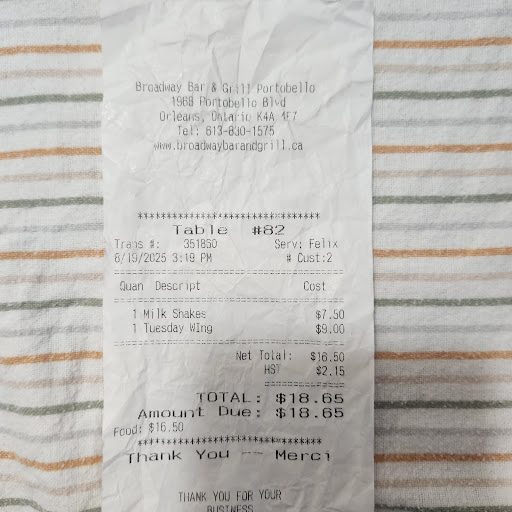 Broadway Bar & Grill Portobello
1968 Portobello Blvd
Orleans, Ontario K4A 4E7
Tel: 613-830-1575
www.broadwaybarandgrill.ca
********************************
Table #82
Trans #: 351860 Serv: Felix
6/19/2025 3:19 PM # Cust:2
Quan Descript Cost
1 Milk Shakes $7.50
1 Tuesday Wing $9.00
Net Total: $16.50
HST $2.15
TOTAL: $18.65
Amount Due: $18.65
Food: $16.50
********************************
Thank You -- Merci
THANK YOU FOR YOUR
BUSINESS